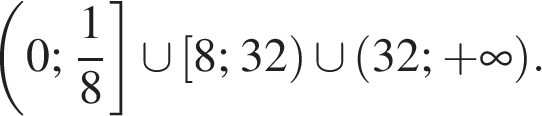 (0; 1/8] ∪ [8; 32) ∪ (32; +∞).